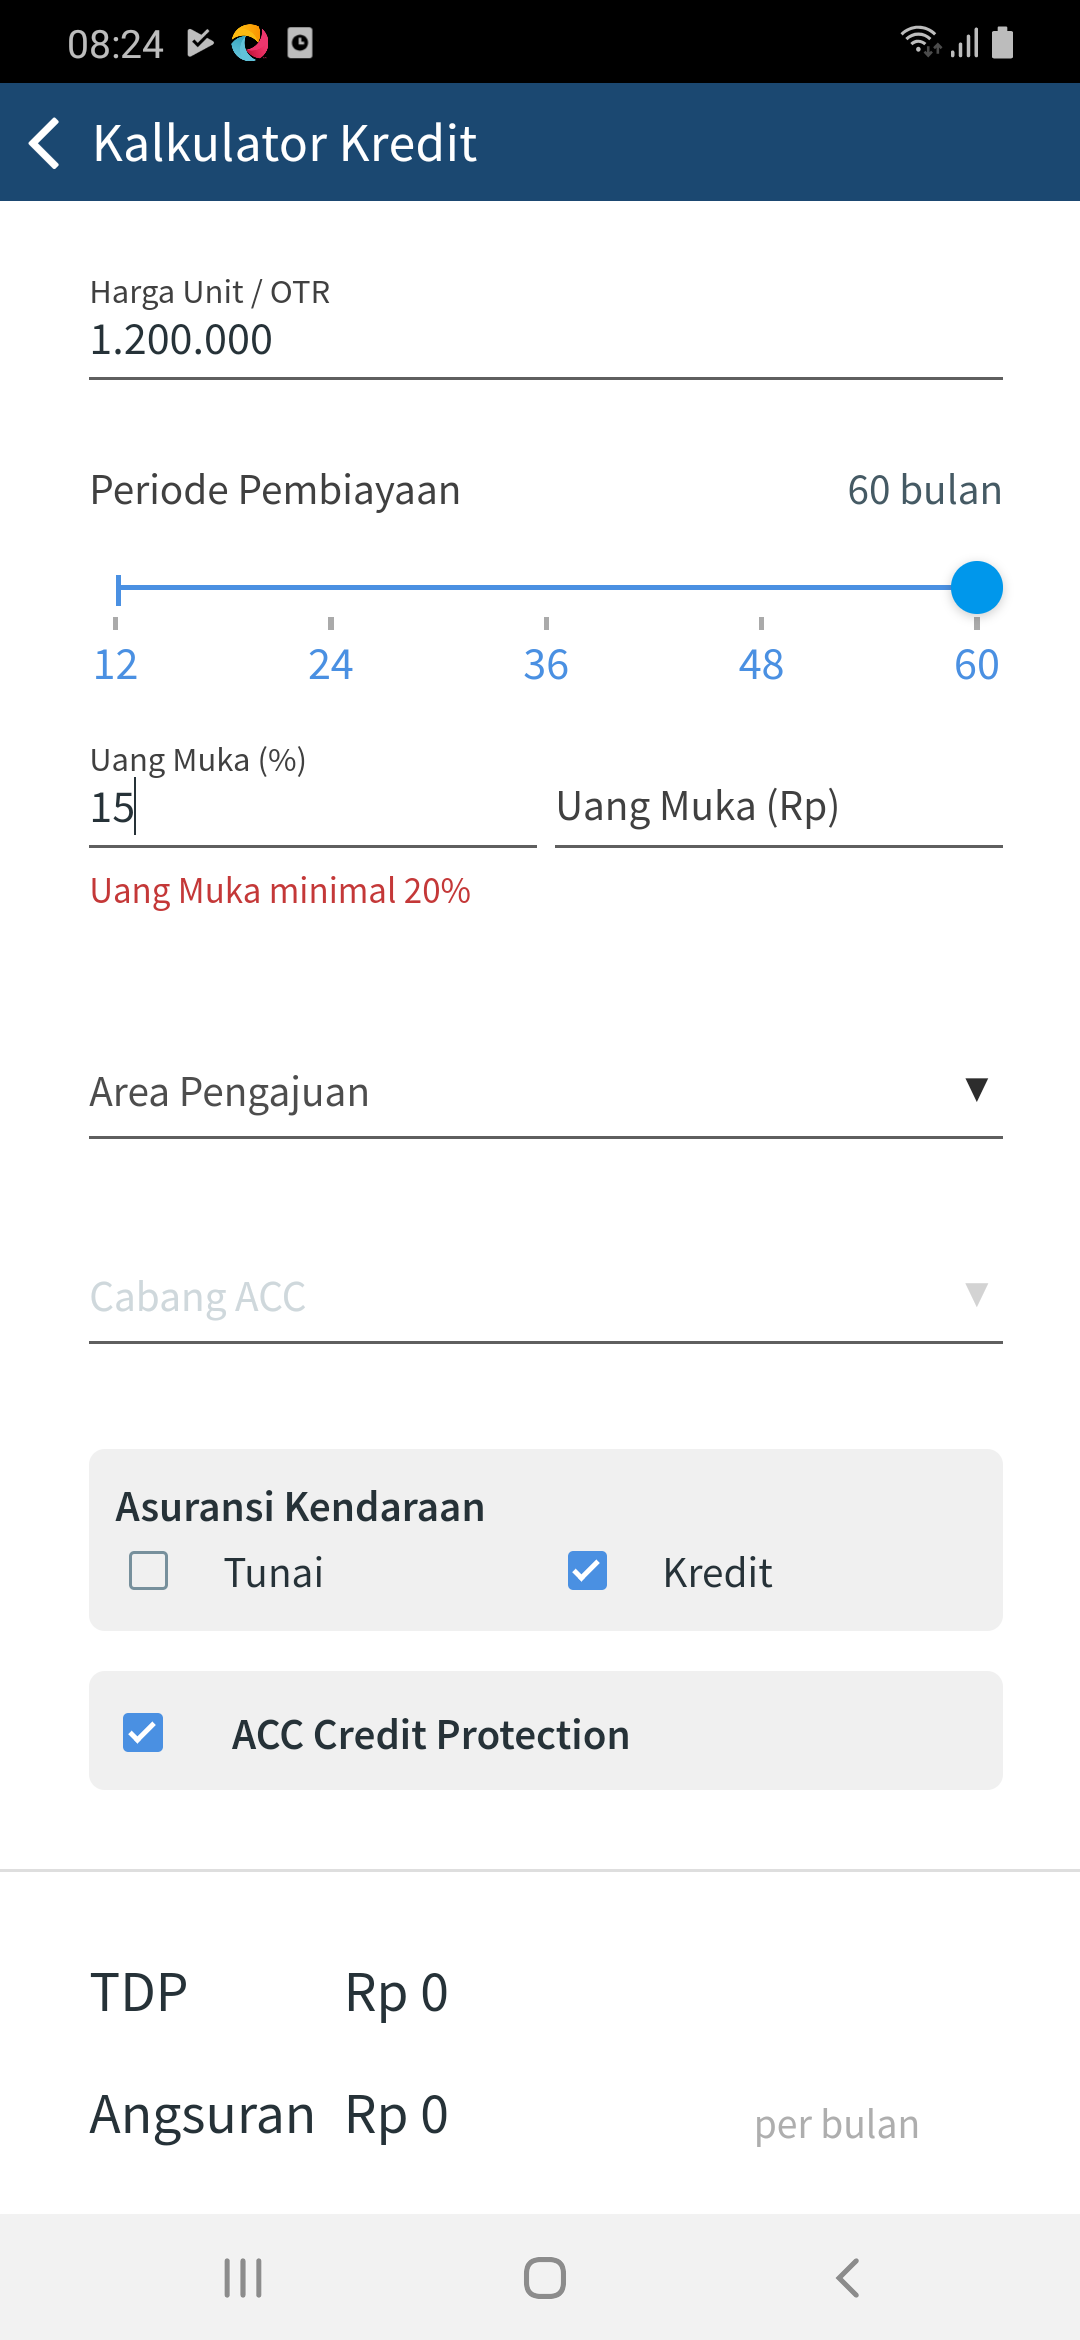 08:24
Kalkulator Kredit
Harga Unit / OTR
1.200.000
Periode Pembiayaan 60 bulan
12 24 36 48 60
Uang Muka (%)
15 Uang Muka (Rp)
Uang Muka minimal 20%
Area Pengajuan
Cabang ACC
Asuransi Kendaraan
Tunai Kredit
ACC Credit Protection
TDP Rp 0
Angsuran Rp 0 per bulan